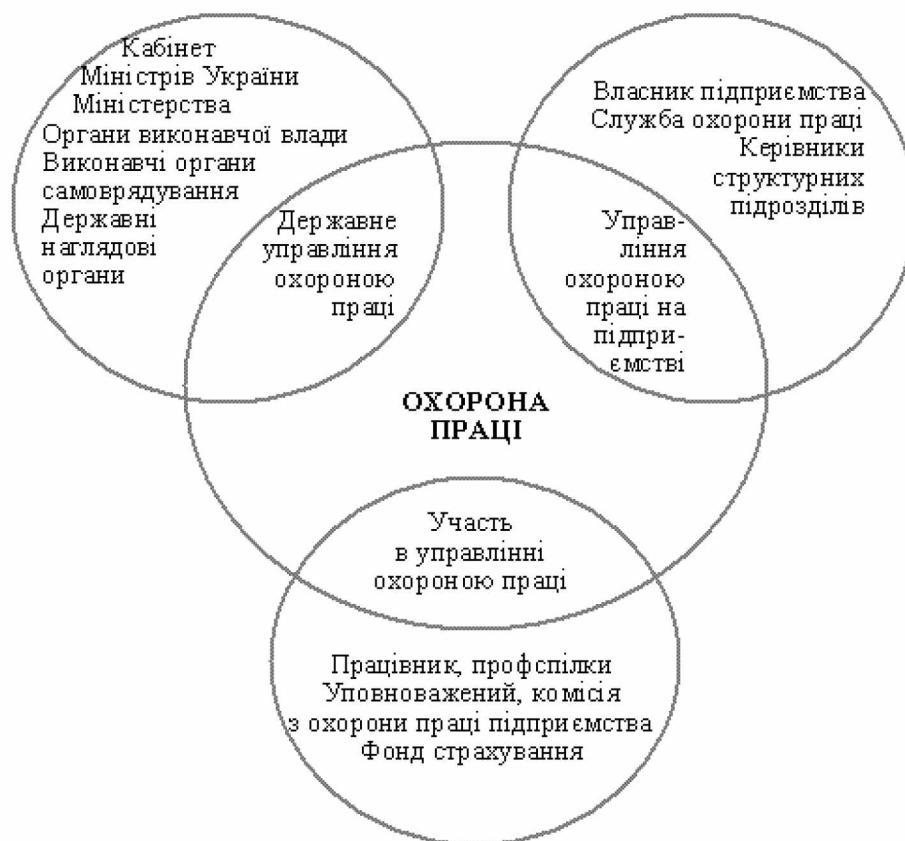 Кабінет
Міністрів України
Міністерства
Органи виконавчої влади
Виконавчі органи
самоврядування
Державні
наглядові
органи
Державне
управління
охороною
праці
Власник підприємства
Служба охорони праці
Керівники
структурних
підрозділів
Управ-
ління
охороною
праці на
підпри-
ємстві
ОХОРОНА
ПРАЦІ
Участь
в управлінні
охороною праці
Працівник, профспілки
Уповноважений, комісія
з охорони праці підприємства
Фонд страхування